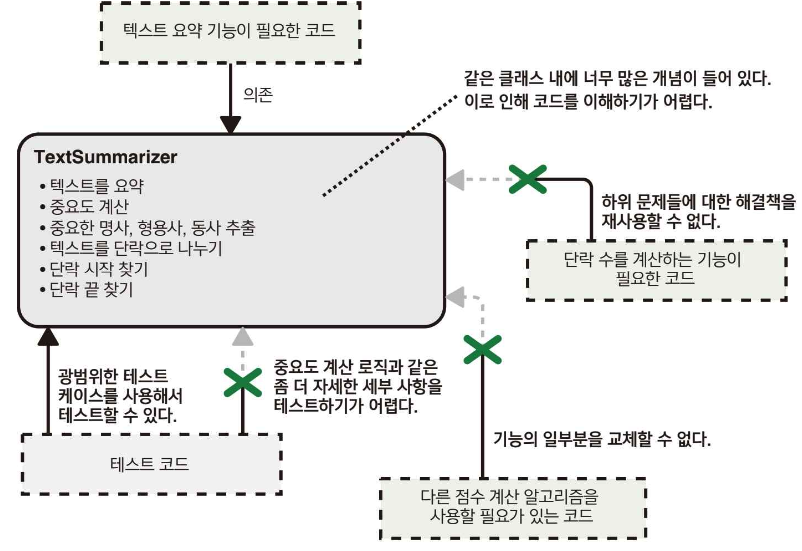 텍스트 요약 기능이 필요한 코드
의존
같은 클래스 내에 너무 많은 개념이 들어 있다.
이로 인해 코드를 이해하기가 어렵다.
TextSummarizer
• 텍스트를 요약
• 중요도 계산
• 중요한 명사, 형용사, 동사 추출
• 텍스트를 단락으로 나누기
• 단락 시작 찾기
• 단락 끝 찾기
하위 문제들에 대한 해결책을
재사용할 수 없다.
단락 수를 계산하는 기능이
필요한 코드
광범위한 테스트
케이스를 사용해서
테스트할 수 있다.
중요도 계산 로직과 같은
좀 더 자세한 세부 사항을
테스트하기가 어렵다.
기능의 일부분을 교체할 수 없다.
테스트 코드
다른 점수 계산 알고리즘을
사용할 필요가 있는 코드